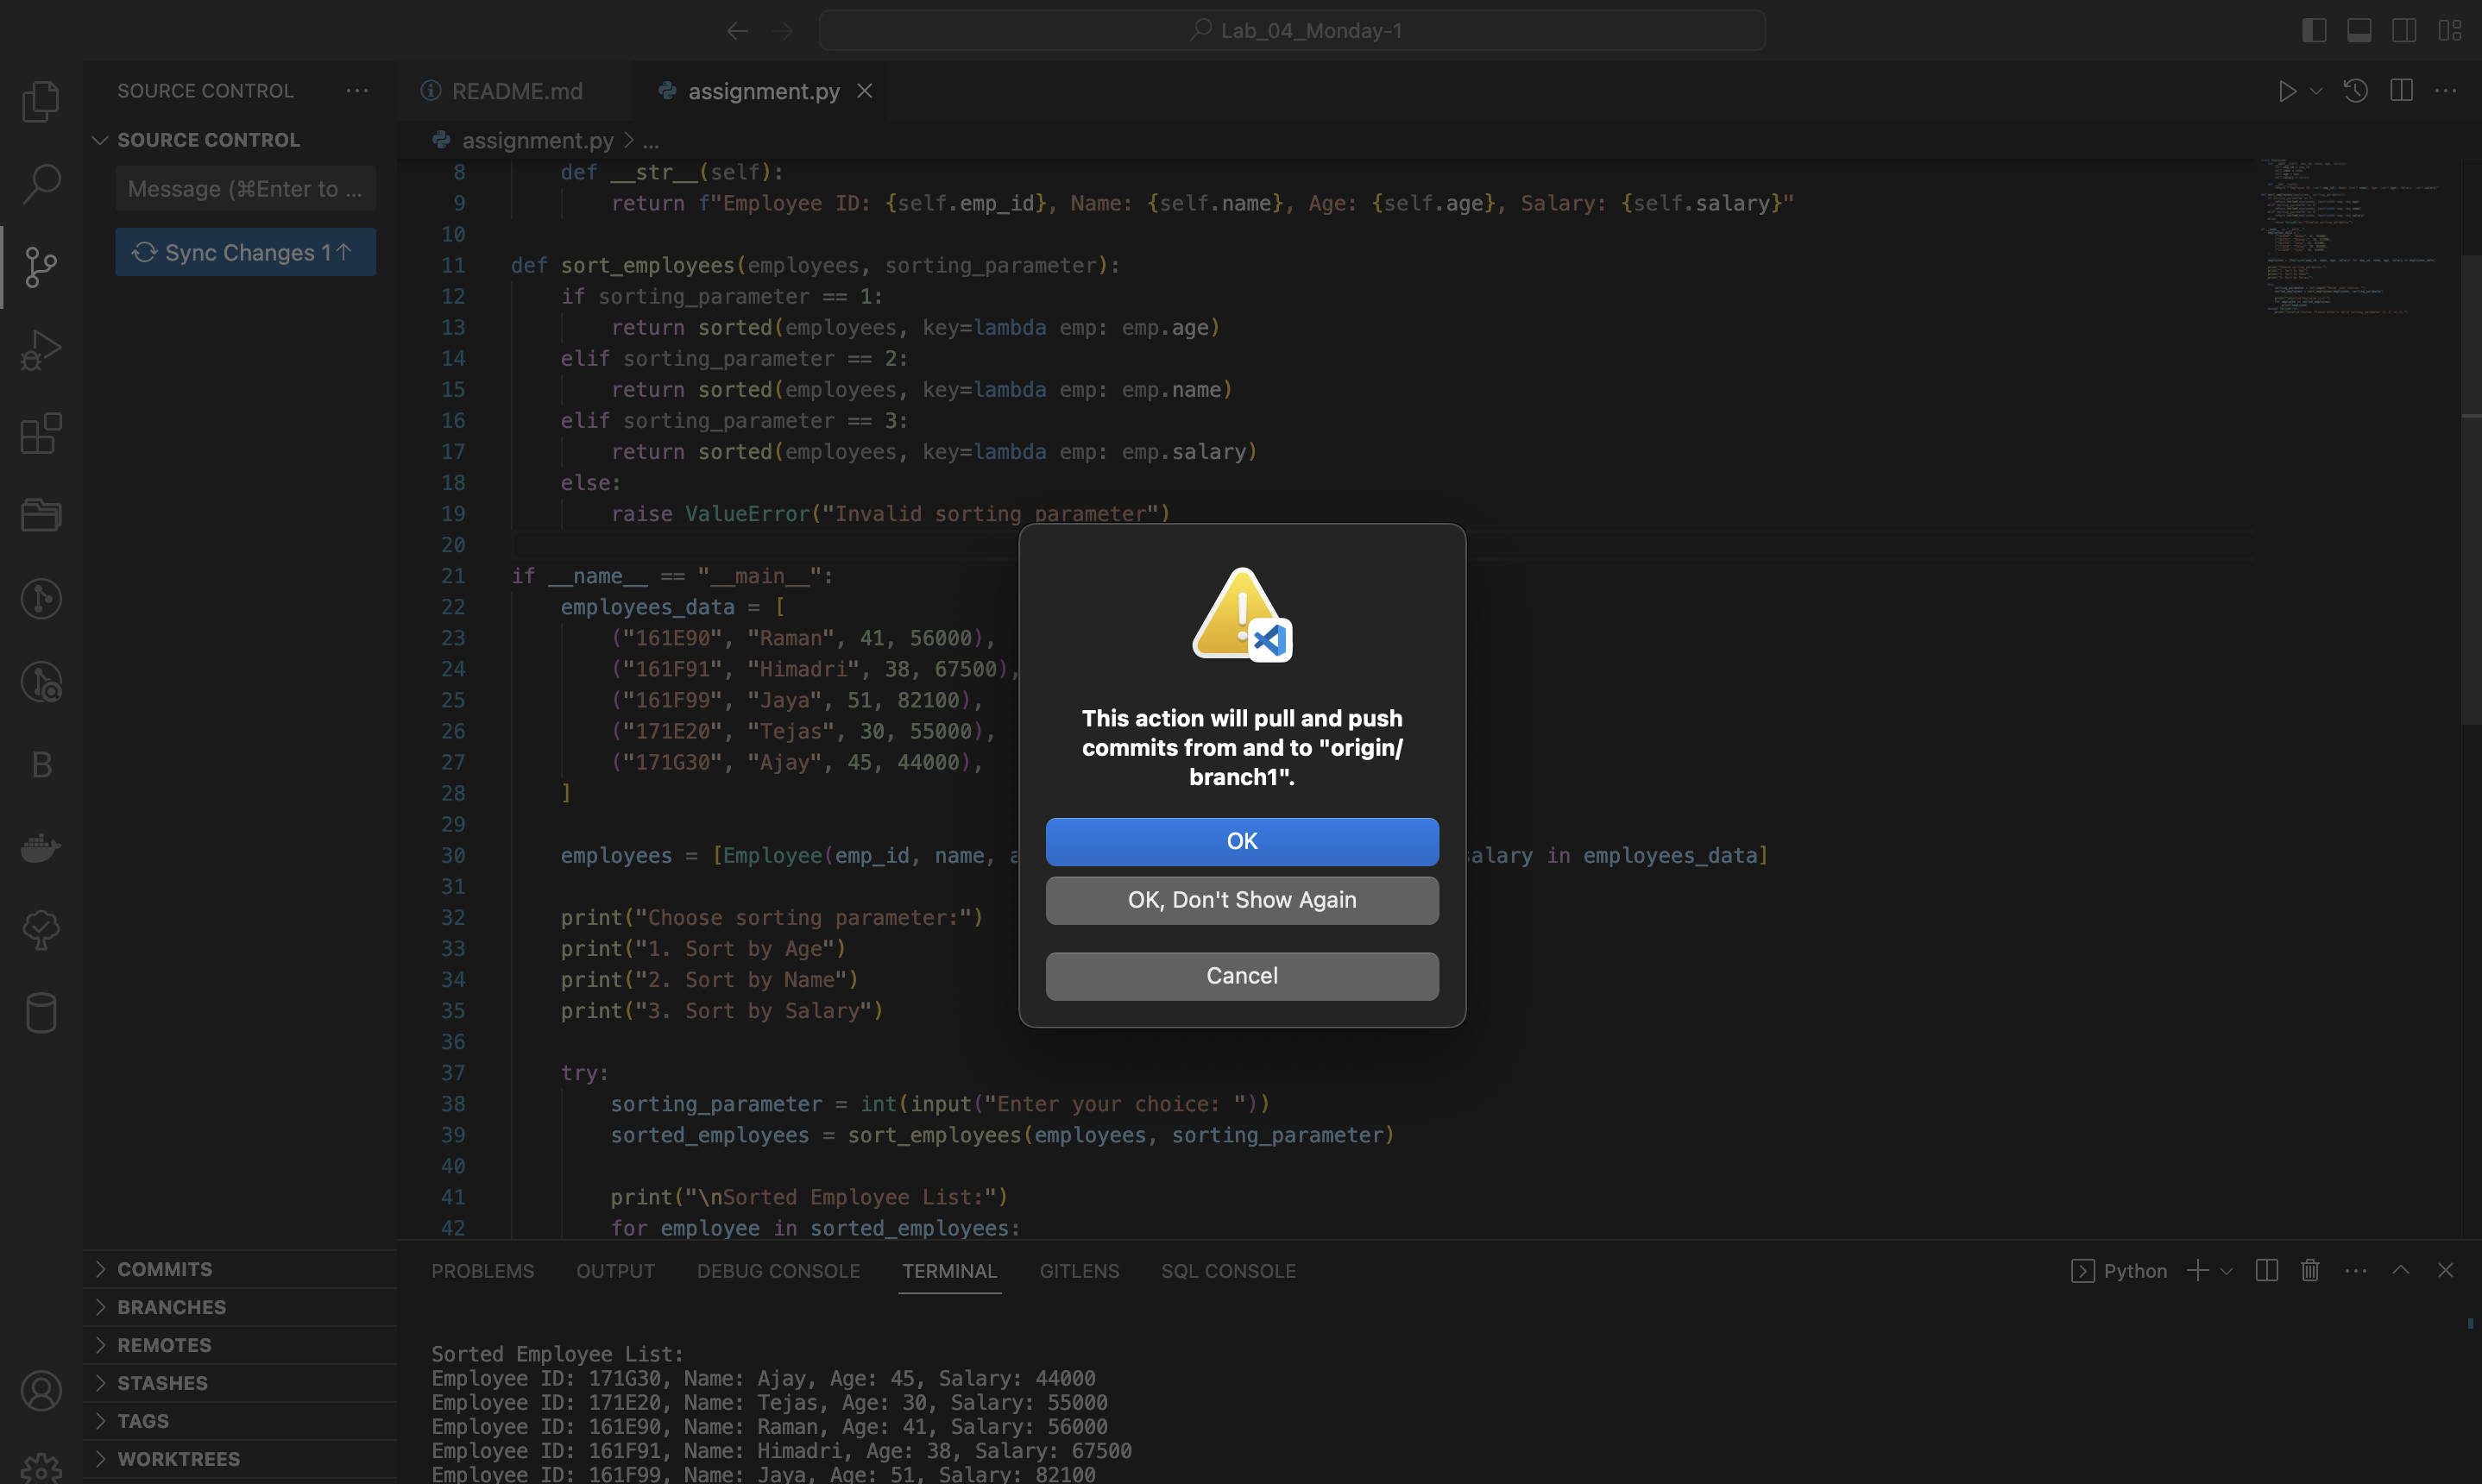 Lab_04_Monday-1
SOURCE CONTROL
SOURCE CONTROL
Message (⌘Enter to ...
Sync Changes 1↑
B
COMMITS
BRANCHES
REMOTES
STASHES
TAGS
WORKTREES
README.md
assignment.py
assignment.py > ...
8 def __str__(self):
9 return f"Employee ID: {self.emp_id}, Name: {self.name}, Age: {self.age}, Salary: {self.salary}"
10
11 def sort_employees(employees, sorting_parameter):
12 if sorting_parameter == 1:
13 return sorted(employees, key=lambda emp: emp.age)
14 elif sorting_parameter == 2:
15 return sorted(employees, key=lambda emp: emp.name)
16 elif sorting_parameter == 3:
17 return sorted(employees, key=lambda emp: emp.salary)
18 else:
19 raise ValueError("Invalid sorting parameter")
20
21 if __name__ == "__main__":
22 employees_data = [
23 ("161E90", "Raman", 41, 56000),
24 ("161F91", "Himadri", 38, 67500),
25 ("161F99", "Jaya", 51, 82100),
26 ("171E20", "Tejas", 30, 55000),
27 ("171G30", "Ajay", 45, 44000),
28 ]
29
30 employees = [Employee(emp_id, name, a salary in employees_data]
31
32 print("Choose sorting parameter:")
33 print("1. Sort by Age")
34 print("2. Sort by Name")
35 print("3. Sort by Salary")
36
37 try:
38 sorting_parameter = int(input("Enter your choice: "))
39 sorted_employees = sort_employees(employees, sorting_parameter)
40
41 print("\nSorted Employee List:")
42 for employee in sorted_employees:
This action will pull and push
commits from and to "origin/
branch1".
OK
OK, Don't Show Again
Cancel
PROBLEMS OUTPUT DEBUG CONSOLE TERMINAL GITLENS SQL CONSOLE
Python
Sorted Employee List:
Employee ID: 171G30, Name: Ajay, Age: 45, Salary: 44000
Employee ID: 171E20, Name: Tejas, Age: 30, Salary: 55000
Employee ID: 161E90, Name: Raman, Age: 41, Salary: 56000
Employee ID: 161F91, Name: Himadri, Age: 38, Salary: 67500
Employee ID: 161F99, Name: Jaya, Age: 51, Salary: 82100